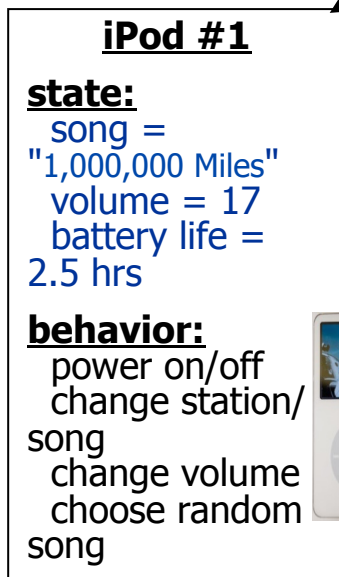 iPod #1
state:
song =
"1,000,000 Miles"
volume = 17
battery life =
2.5 hrs
behavior:
power on/off
change station/
song
change volume
choose random
song